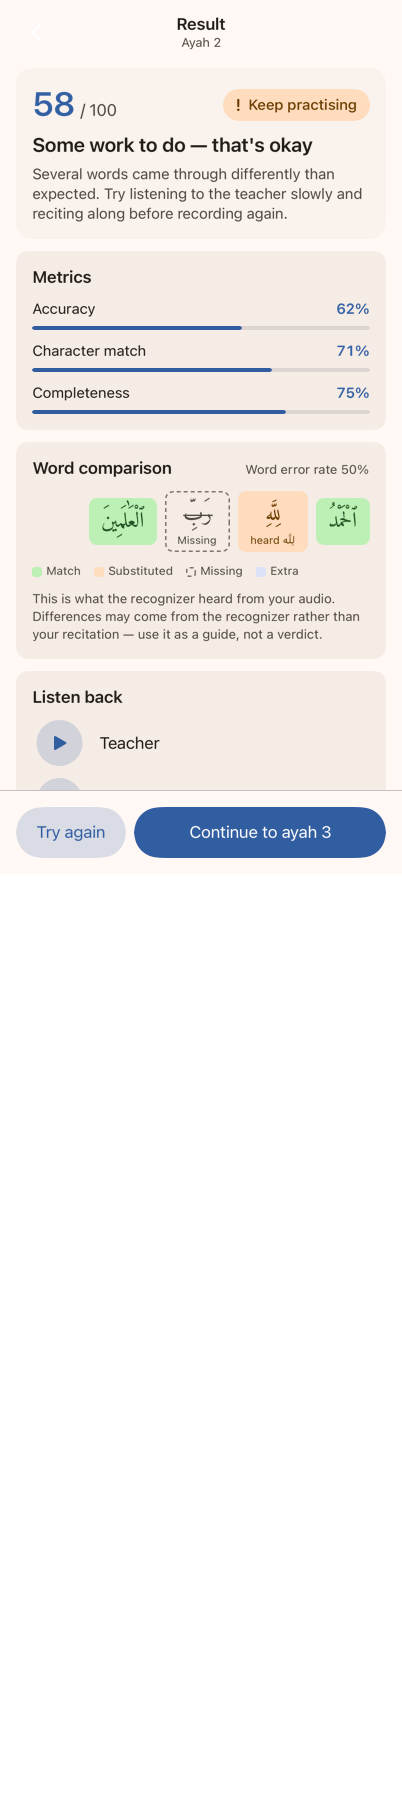 Result
Ayah 2
58 / 100
! Keep practising
Some work to do — that's okay
Several words came through differently than
expected. Try listening to the teacher slowly and
reciting along before recording again.
Metrics
Accuracy 62%
Character match 71%
Completeness 75%
Word comparison Word error rate 50%
ٱلْحَمْدُ لِلَّهِ رَبِّ ٱلْعَٰلَمِينَ
heard لله Missing
Match Substituted Missing Extra
This is what the recognizer heard from your audio.
Differences may come from the recognizer rather than
your recitation — use it as a guide, not a verdict.
Listen back
Teacher
Try again Continue to ayah 3